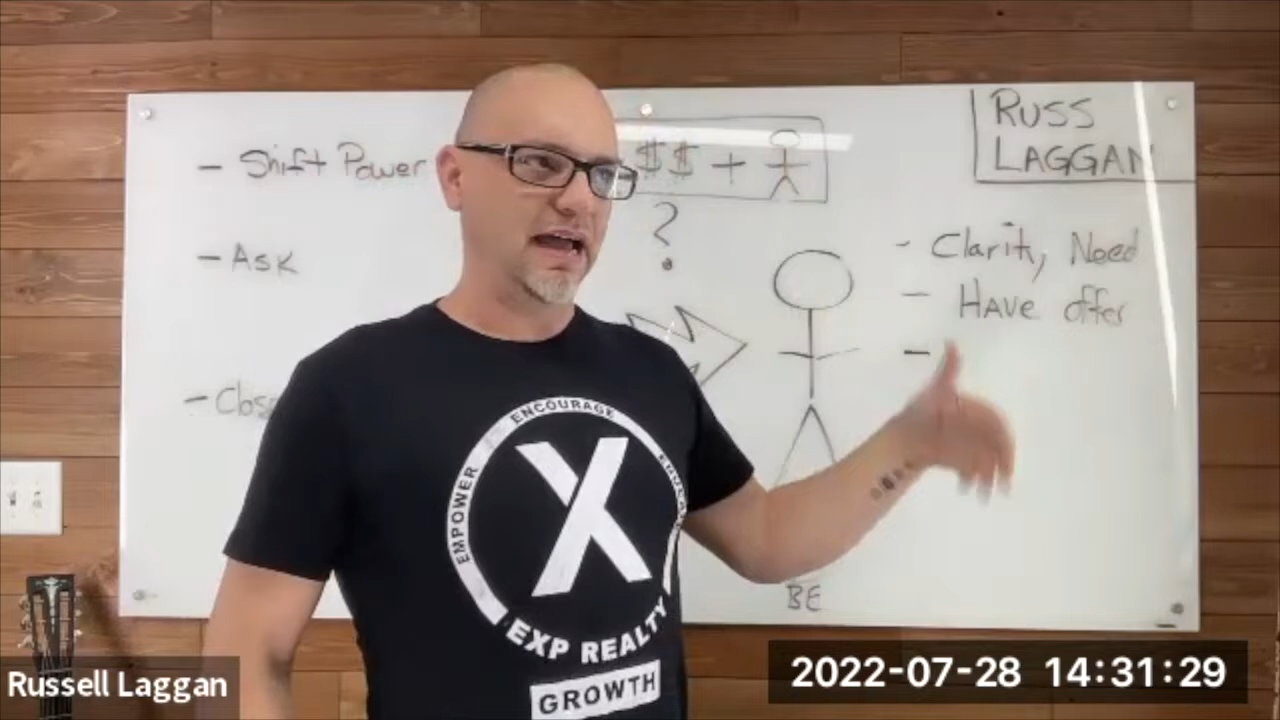 RUSS
LAGGAN
- Shift Power
$$ +
?
- Ask
- Clarity, Need
- Have offer
-
BE
ENCOURAGE
EMPOWER
X
EXP REALTY
GROWTH
Russell Laggan
2022-07-28 14:31:29